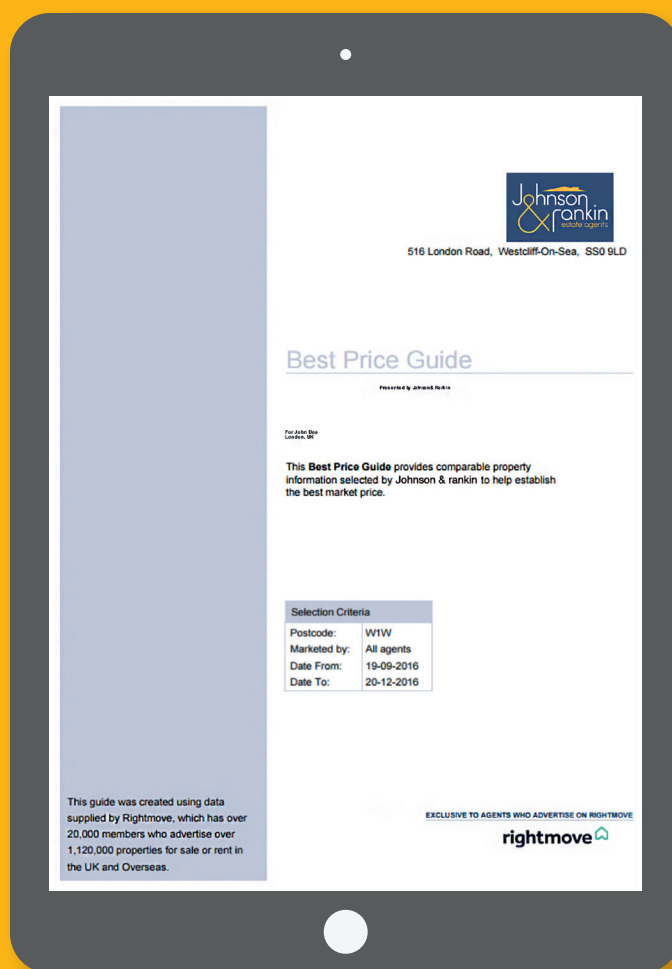 Johnson
& rankin
estate agents
516 London Road, Westcliff-On-Sea, SS0 9LD
Best Price Guide
Presented by Johnson& Rankin
For John Doe
London, UK
This Best Price Guide provides comparable property
information selected by Johnson & rankin to help establish
the best market price.
Selection Criteria
Postcode: W1W
Marketed by: All agents
Date From: 19-09-2016
Date To: 20-12-2016
This guide was created using data
supplied by Rightmove, which has over
20,000 members who advertise over
1,120,000 properties for sale or rent in
the UK and Overseas.
EXCLUSIVE TO AGENTS WHO ADVERTISE ON RIGHTMOVE
rightmove